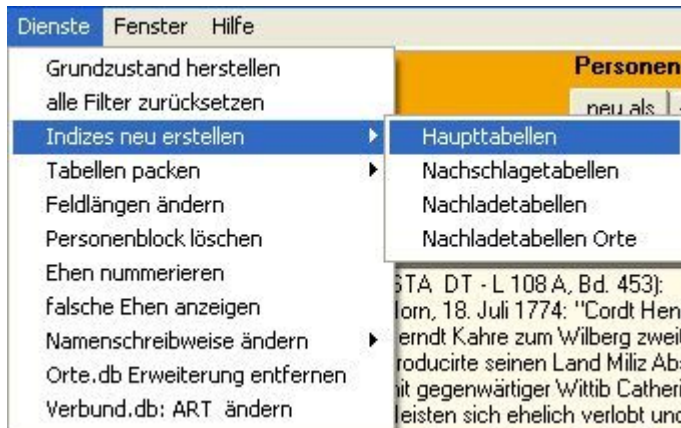 Dienste Fenster Hilfe
Grundzustand herstellen
alle Filter zurücksetzen
Indizes neu erstellen
Tabellen packen
Feldlängen ändern
Personenblock löschen
Ehen nummerieren
falsche Ehen anzeigen
Namenschreibweise ändern
Orte.db Erweiterung entfernen
Verbund.db: ART ändern
Personen
neu als
Haupttabellen
Nachschlagetabellen
Nachladetabellen
Nachladetabellen Orte
STA DT - L 108 A, Bd. 453):
Horn, 18. Juli 1774: "Cordt Hen
erndt Kahre zum Wilberg zweit
roducirte seinen Land Miliz Ab
it gegenwärtiger Wittib Catheri
leisten sich ehelich verlobt und